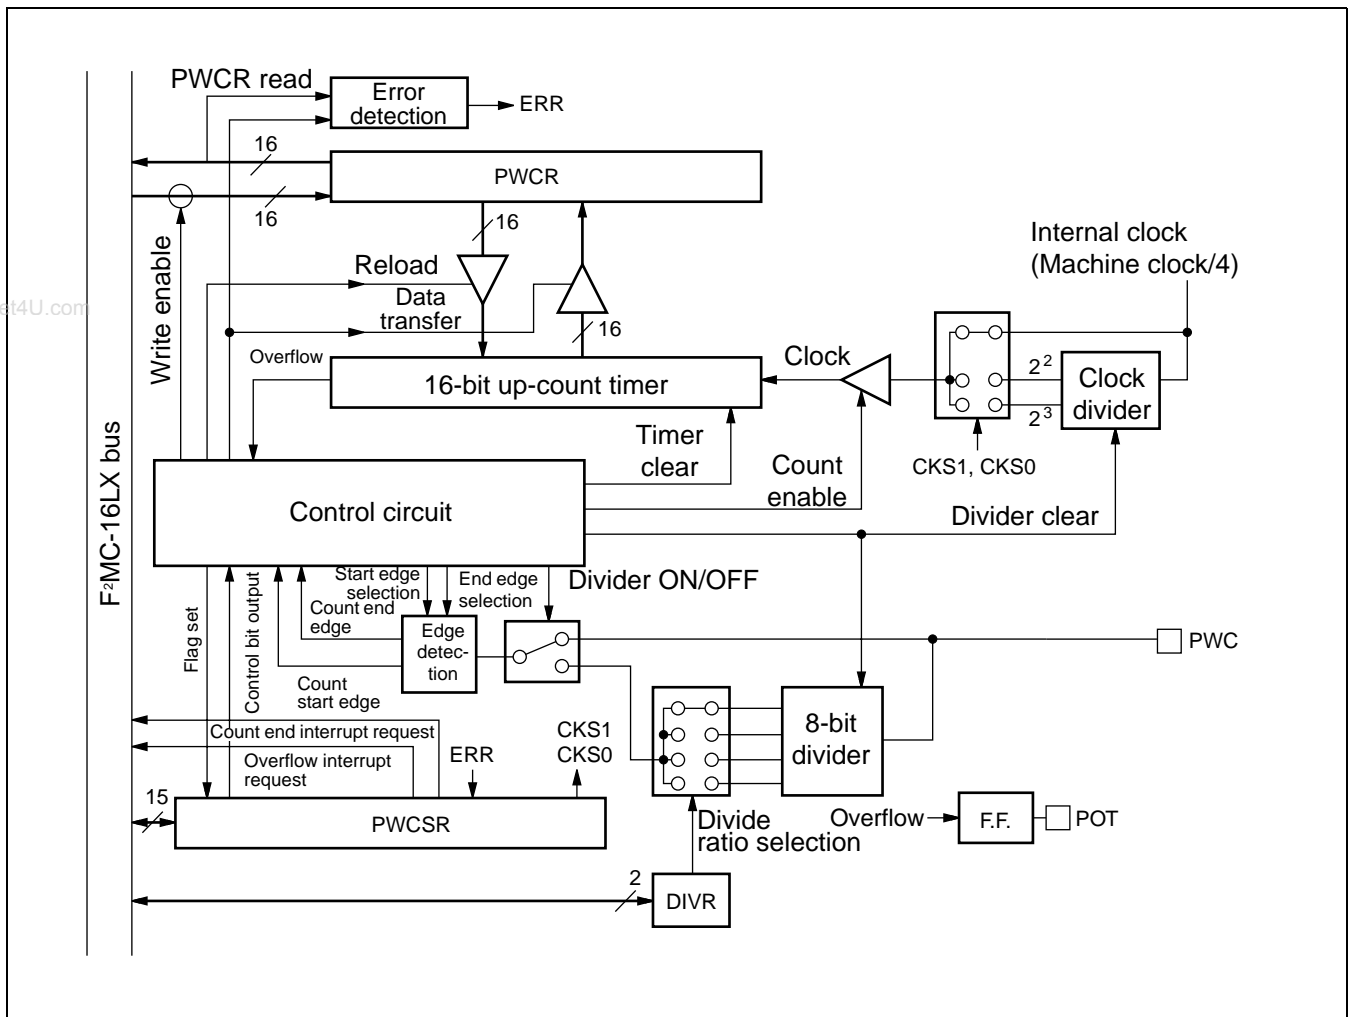 PWCR read
Error
detection
ERR
16
PWCR
16
16
Internal clock
(Machine clock/4)
Write enable
Reload
Data
transfer
16
et4U.com
Overflow
16-bit up-count timer
Clock
2²
2³
Clock
divider
Timer
clear
Count
enable
CKS1, CKS0
Divider clear
F²MC-16LX bus
Control circuit
Start edge
selection
End edge
selection
Divider ON/OFF
Count end
edge
Edge
detec-
tion
Flag set
Control bit output
PWC
Count
start edge
Count end interrupt request
Overflow interrupt
request
ERR
CKS1
CKS0
8-bit
divider
15
PWCSR
Divide
ratio selection
Overflow
F.F.
POT
2
DIVR